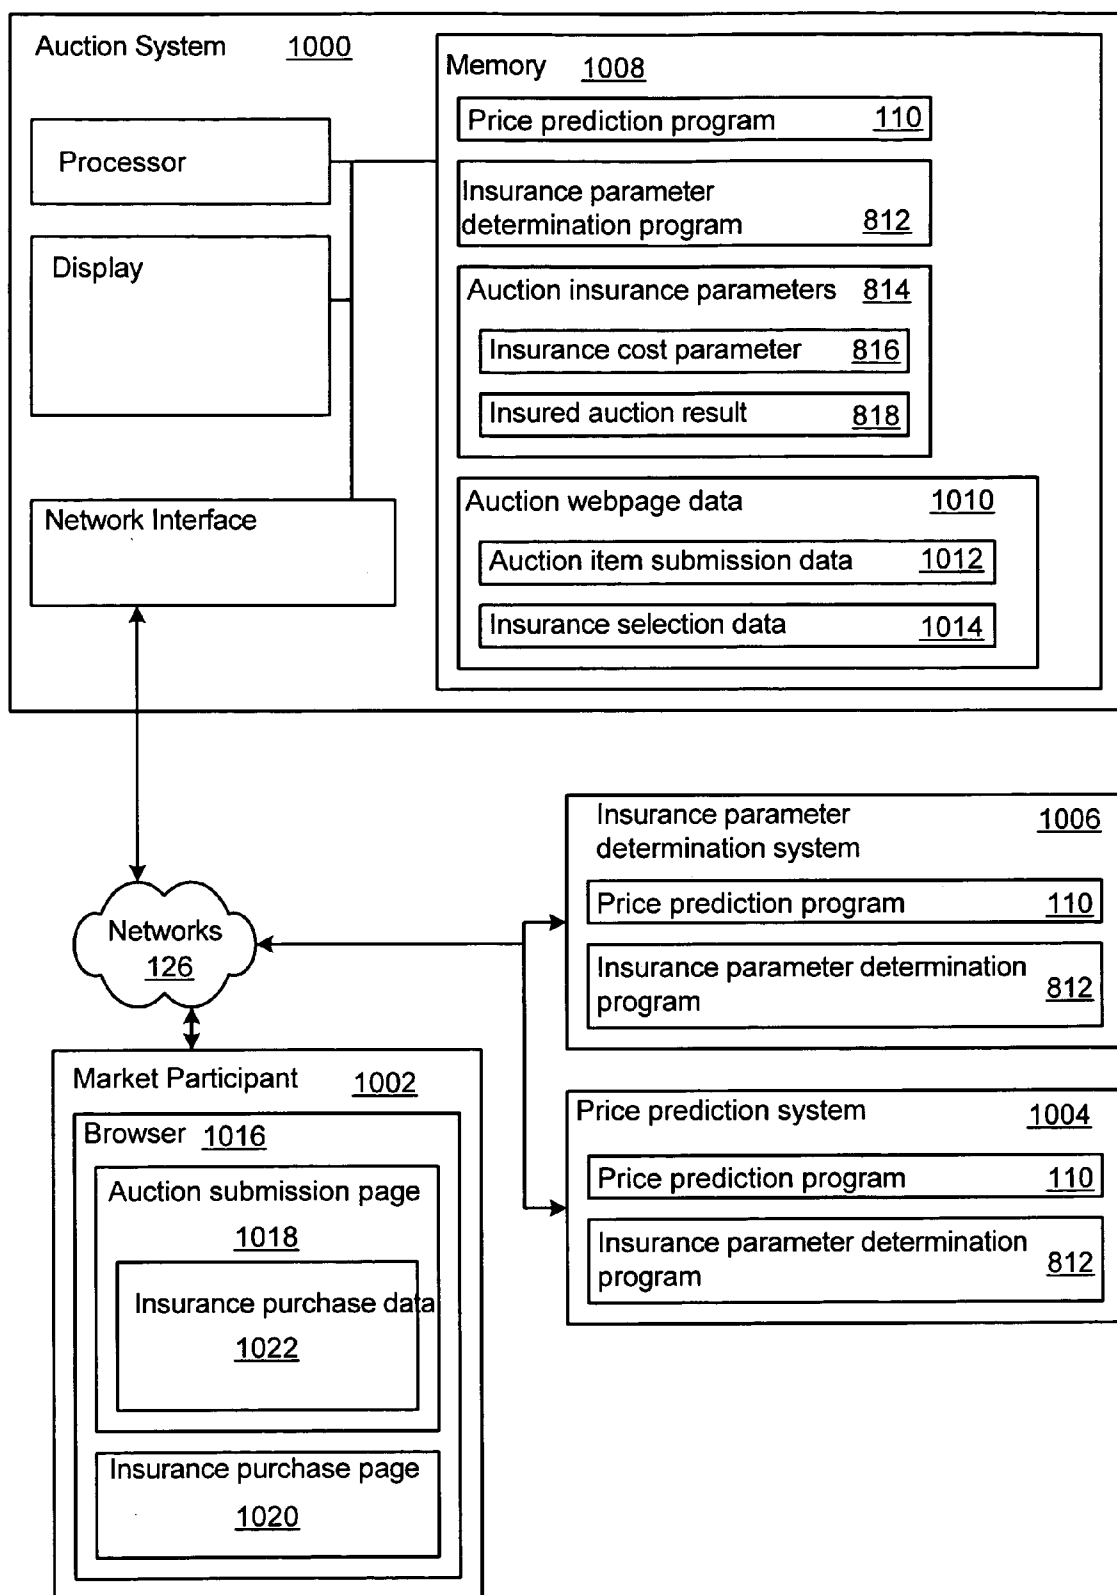 Auction System 1000
Processor
Display
Network Interface
Memory 1008
Price prediction program 110
Insurance parameter
determination program 812
Auction insurance parameters 814
Insurance cost parameter 816
Insured auction result 818
Auction webpage data 1010
Auction item submission data 1012
Insurance selection data 1014
Networks
126
Insurance parameter 1006
determination system
Price prediction program 110
Insurance parameter determination
program 812
Price prediction system 1004
Price prediction program 110
Insurance parameter determination
program 812
Market Participant 1002
Browser 1016
Auction submission page
1018
Insurance purchase data
1022
Insurance purchase page
1020